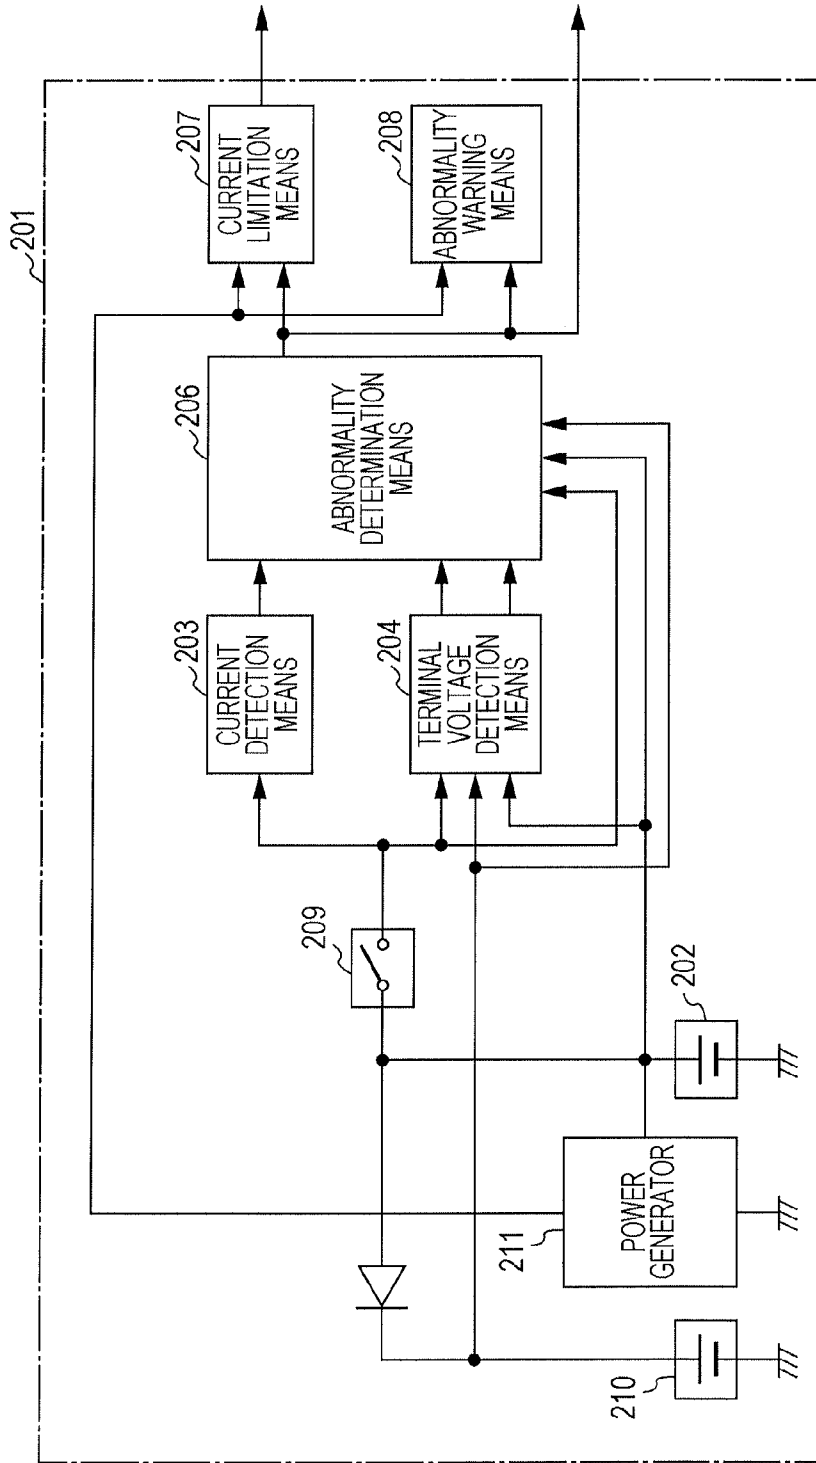 201
207
CURRENT
LIMITATION
MEANS
208
ABNORMALITY
WARNING
MEANS
206
ABNORMALITY
DETERMINATION
MEANS
203
CURRENT
DETECTION
MEANS
204
TERMINAL
VOLTAGE
DETECTION
MEANS
209
202
211
POWER
GENERATOR
210